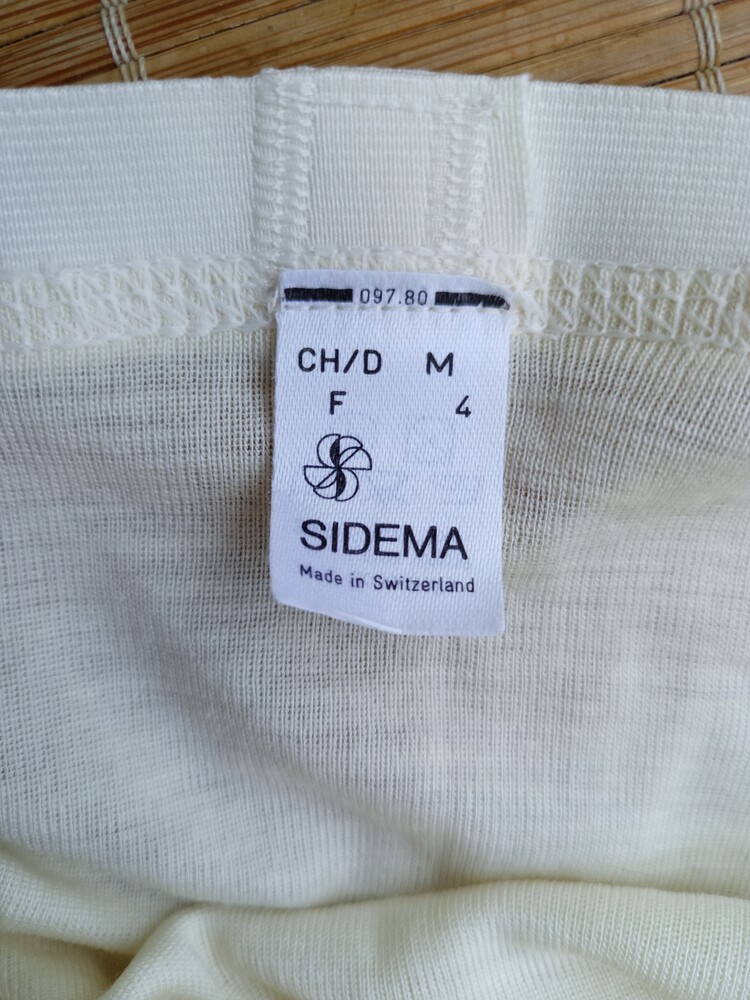 097.80
CH/D M
F 4
SIDEMA
Made in Switzerland